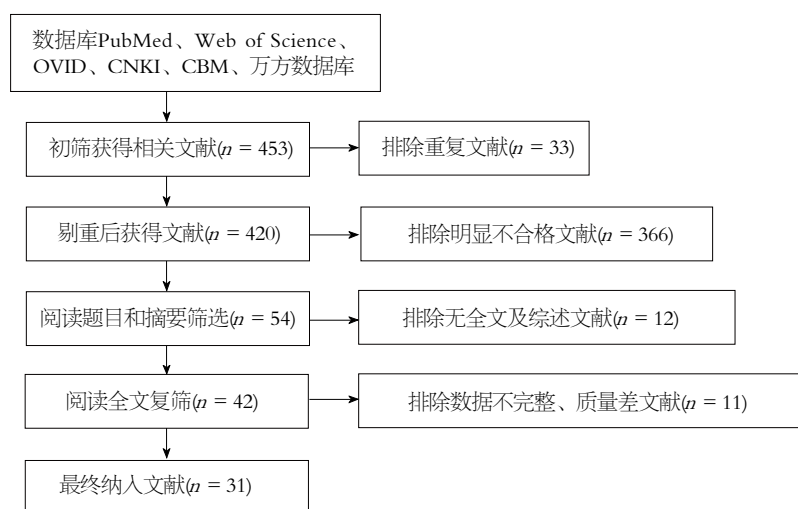 数据库PubMed、Web of Science、
OVID、CNKI、CBM、万方数据库
初筛获得相关文献(n = 453)
排除重复文献(n = 33)
剔重后获得文献(n = 420)
排除明显不合格文献(n = 366)
阅读题目和摘要筛选(n = 54)
排除无全文及综述文献(n = 12)
阅读全文复筛(n = 42)
排除数据不完整、质量差文献(n = 11)
最终纳入文献(n = 31)